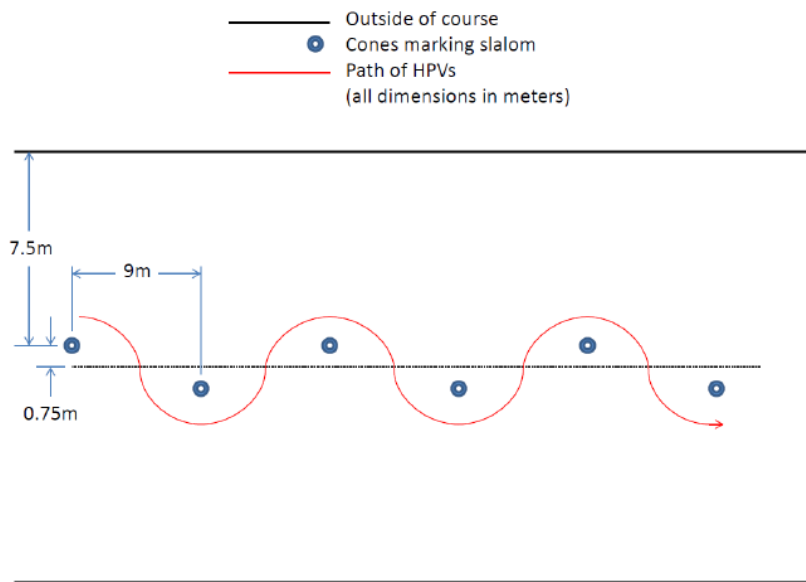 Outside of course
Cones marking slalom
Path of HPVs
(all dimensions in meters)
7.5m
9m
0.75m